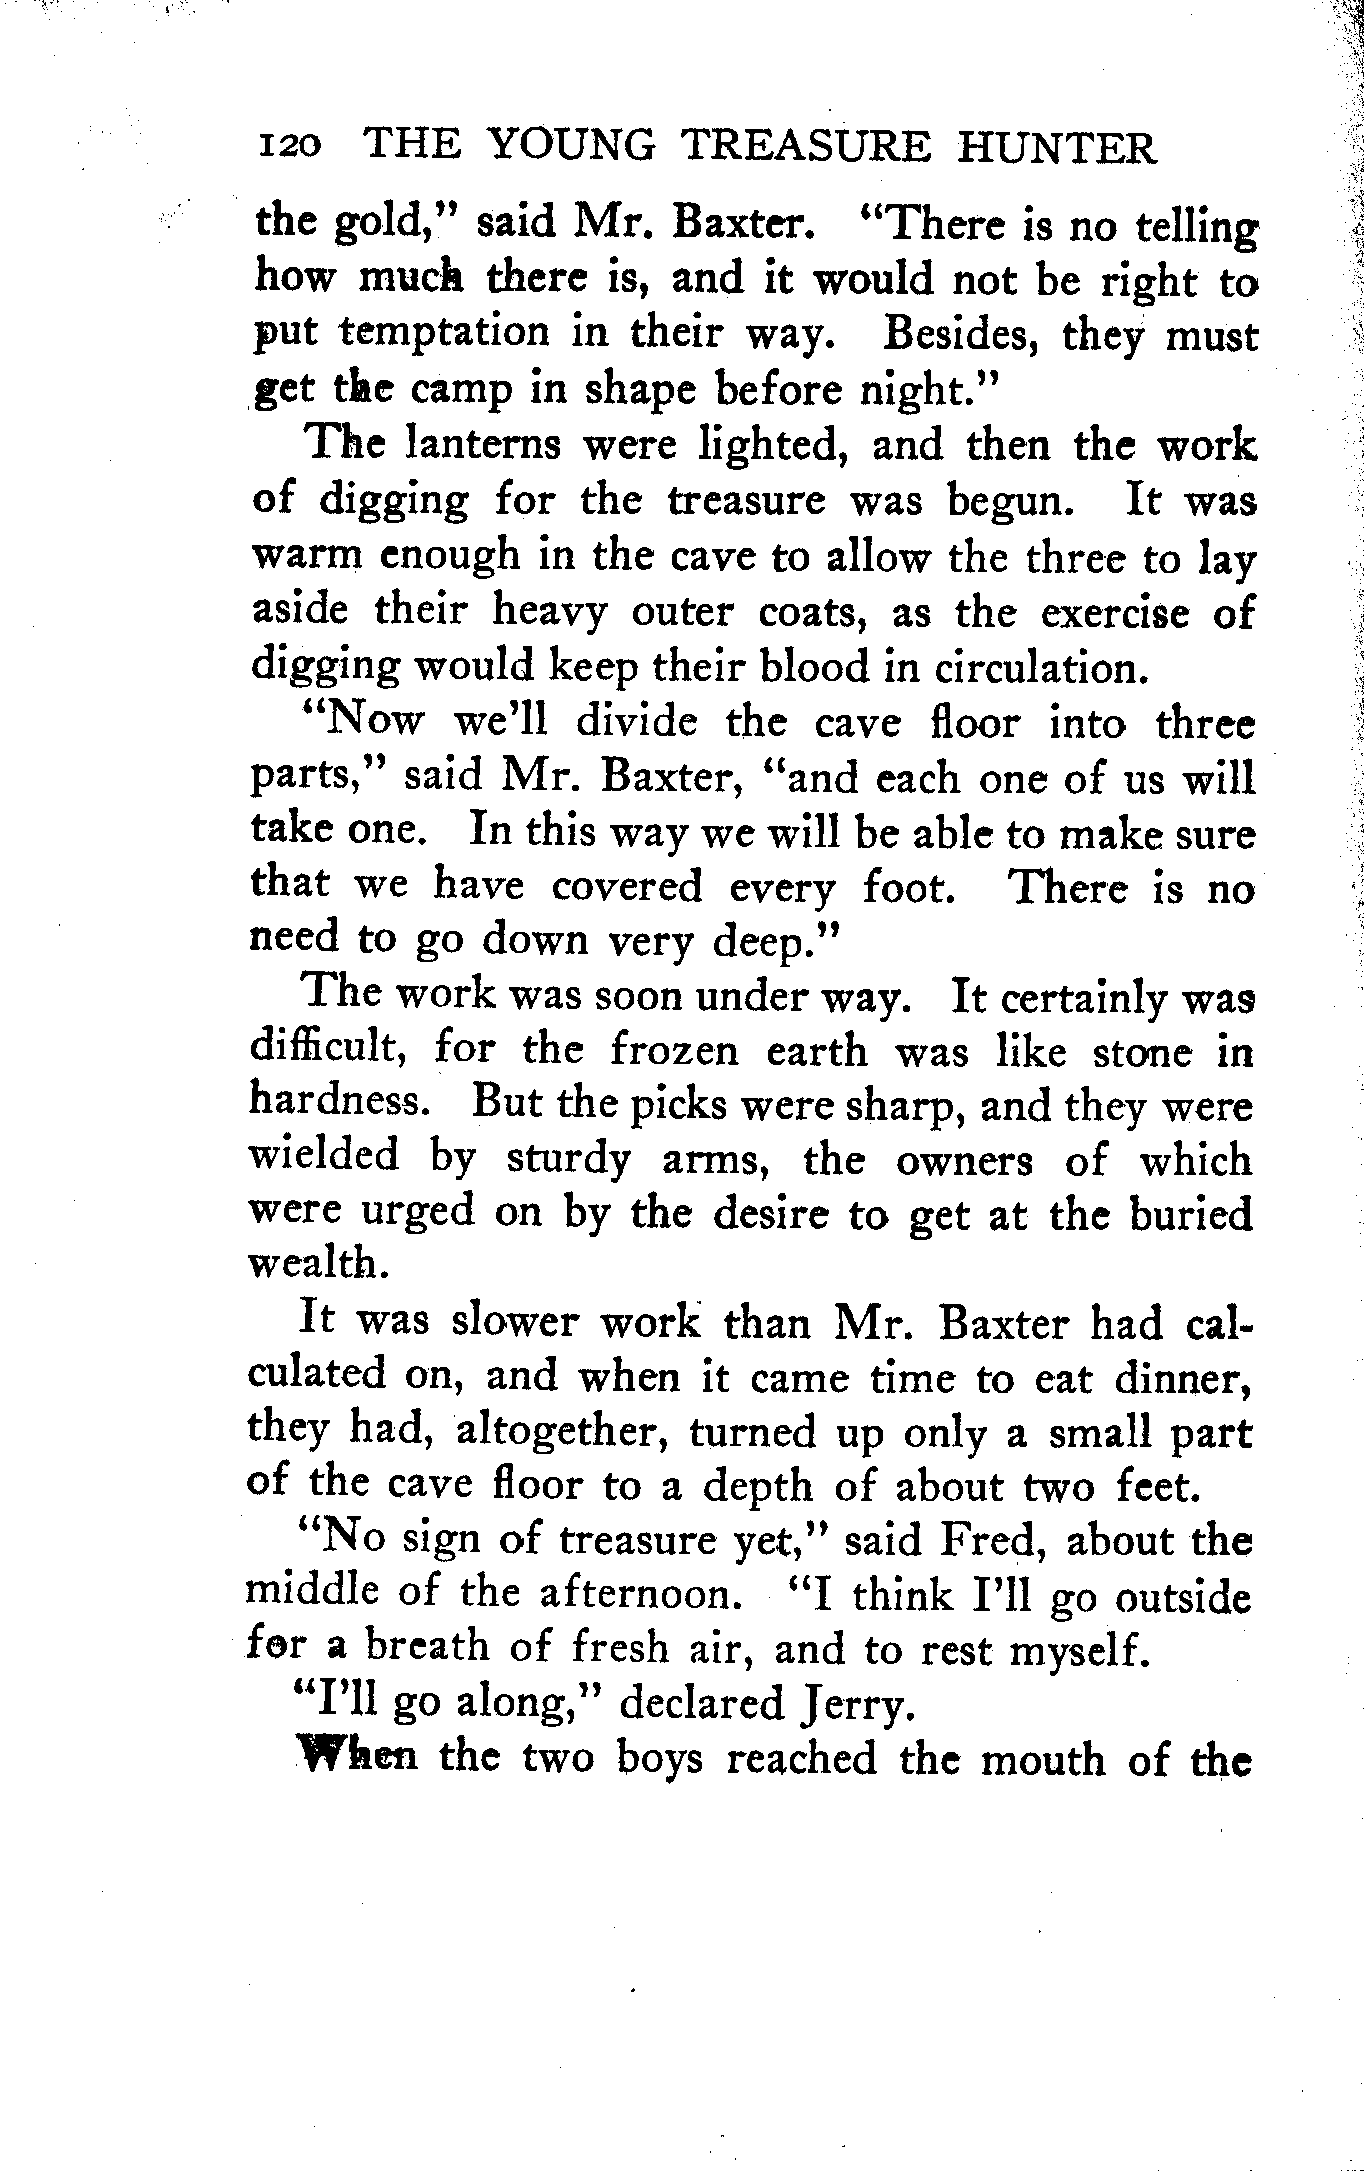 120 THE YOUNG TREASURE HUNTER
the gold," said Mr. Baxter. "There is no telling
how much there is, and it would not be right to
put temptation in their way. Besides, they must
get the camp in shape before night."
The lanterns were lighted, and then the work
of digging for the treasure was begun. It was
warm enough in the cave to allow the three to lay
aside their heavy outer coats, as the exercise of
digging would keep their blood in circulation.
"Now we'll divide the cave floor into three
parts," said Mr. Baxter, "and each one of us will
take one. In this way we will be able to make sure
that we have covered every foot. There is no
need to go down very deep."
The work was soon under way. It certainly was
difficult, for the frozen earth was like stone in
hardness. But the picks were sharp, and they were
wielded by sturdy arms, the owners of which
were urged on by the desire to get at the buried
wealth.
It was slower work than Mr. Baxter had cal-
culated on, and when it came time to eat dinner,
they had, altogether, turned up only a small part
of the cave floor to a depth of about two feet.
"No sign of treasure yet," said Fred, about the
middle of the afternoon. "I think I'll go outside
for a breath of fresh air, and to rest myself.
"I'll go along," declared Jerry.
When the two boys reached the mouth of the